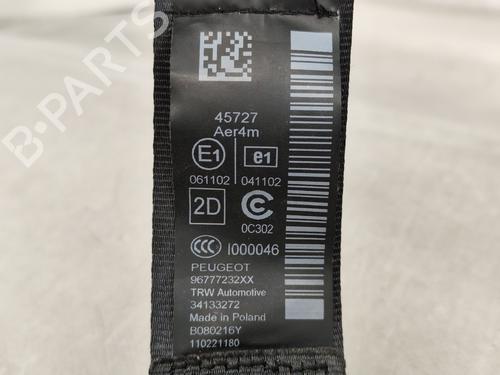 45727
Aer4m
E1 e1
061102 041102
2D C
0C302
CCC I000046
PEUGEOT
96777232XX
TRW Automotive
34133272
Made in Poland
B080216Y
110221180
B-PARTS